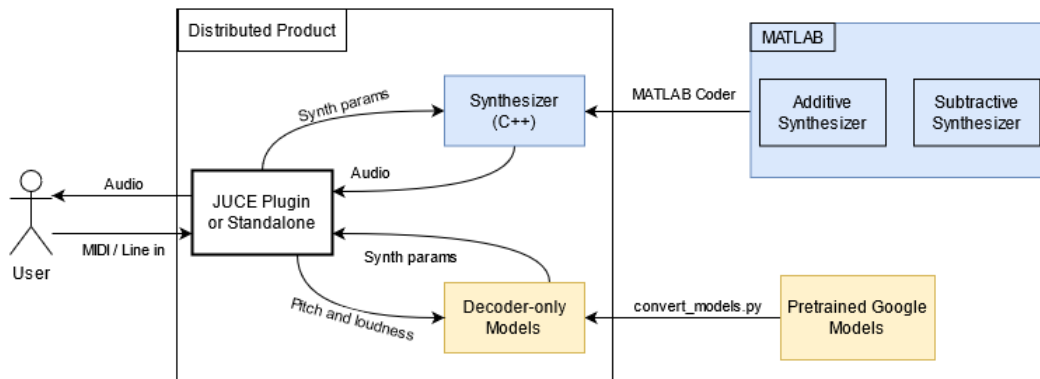 Distributed Product
MATLAB
Synth params
Synthesizer
(C++)
MATLAB Coder
Additive
Synthesizer
Subtractive
Synthesizer
Audio
Audio
JUCE Plugin
or Standalone
MIDI / Line in
User
Synth params
Pitch and loudness
Decoder-only
Models
convert_models.py
Pretrained Google
Models